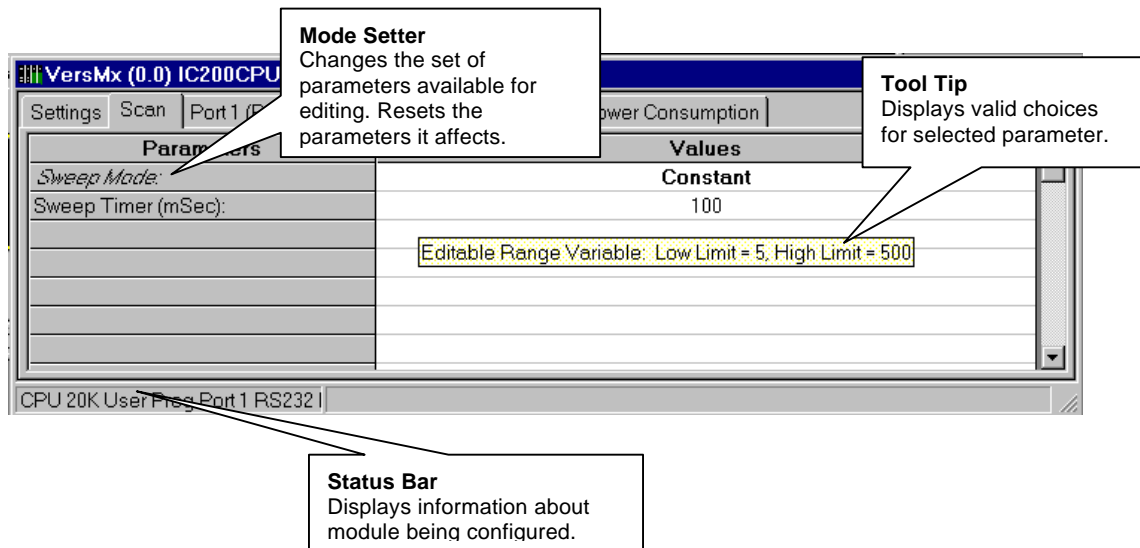 Mode Setter
Changes the set of
parameters available for
editing. Resets the
parameters it affects.
VersMx (0.0) IC200CPU
Tool Tip
Displays valid choices
for selected parameter.
Settings Scan Port 1 ower Consumption
Parameters Values
Sweep Mode: Constant
Sweep Timer (mSec): 100
Editable Range Variable: Low Limit = 5, High Limit = 500
CPU 20K User Prog Port 1 RS232
Status Bar
Displays information about
module being configured.